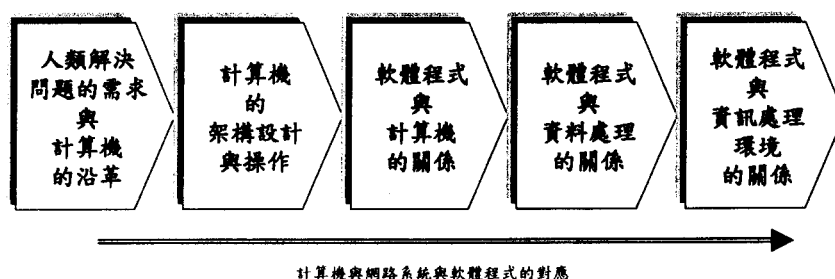 人類解決
問題的需求
與
計算機
的沿革
計算機
的
架構設計
與操作
軟體程式
與
計算機
的關係
軟體程式
與
資料處理
的關係
軟體程式
與
資訊處理
環境
的關係
計算機與網路系統與軟體程式的對應